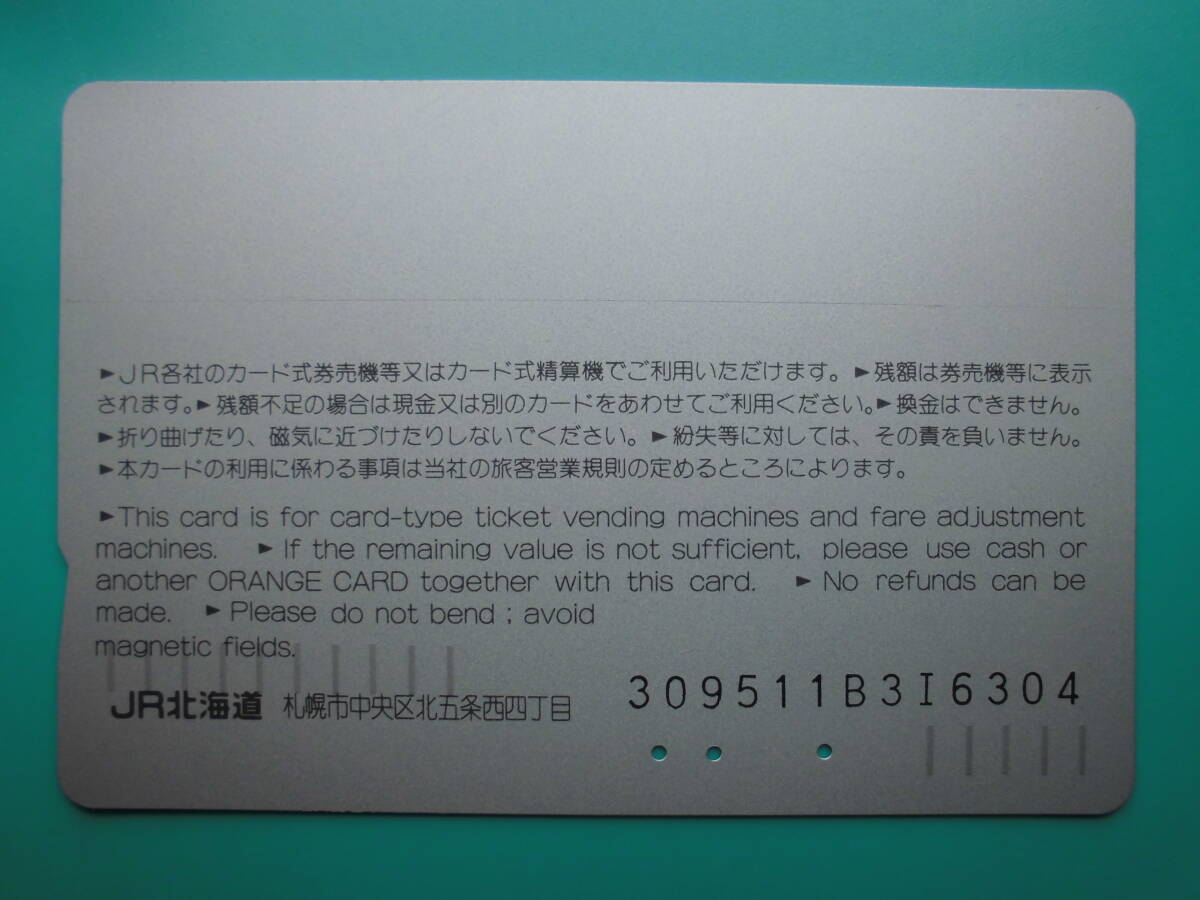 ►JR各社のカード式券売機等又はカード式精算機でご利用いただけます。►残額は券売機等に表示
されます。►残額不足の場合は現金又は別のカードをあわせてご利用ください。►換金はできません。
►折り曲げたり、磁気に近づけたりしないでください。►紛失等に対しては、その責を負いません。
►本カードの利用に係わる事項は当社の旅客営業規則の定めるところによります。
►This card is for card-type ticket vending machines and fare adjustment
machines. ►If the remaining value is not sufficient, please use cash or
another ORANGE CARD together with this card. ►No refunds can be
made. ►Please do not bend ; avoid
magnetic fields.
JR北海道 札幌市中央区北五条西四丁目 309511B3I6304